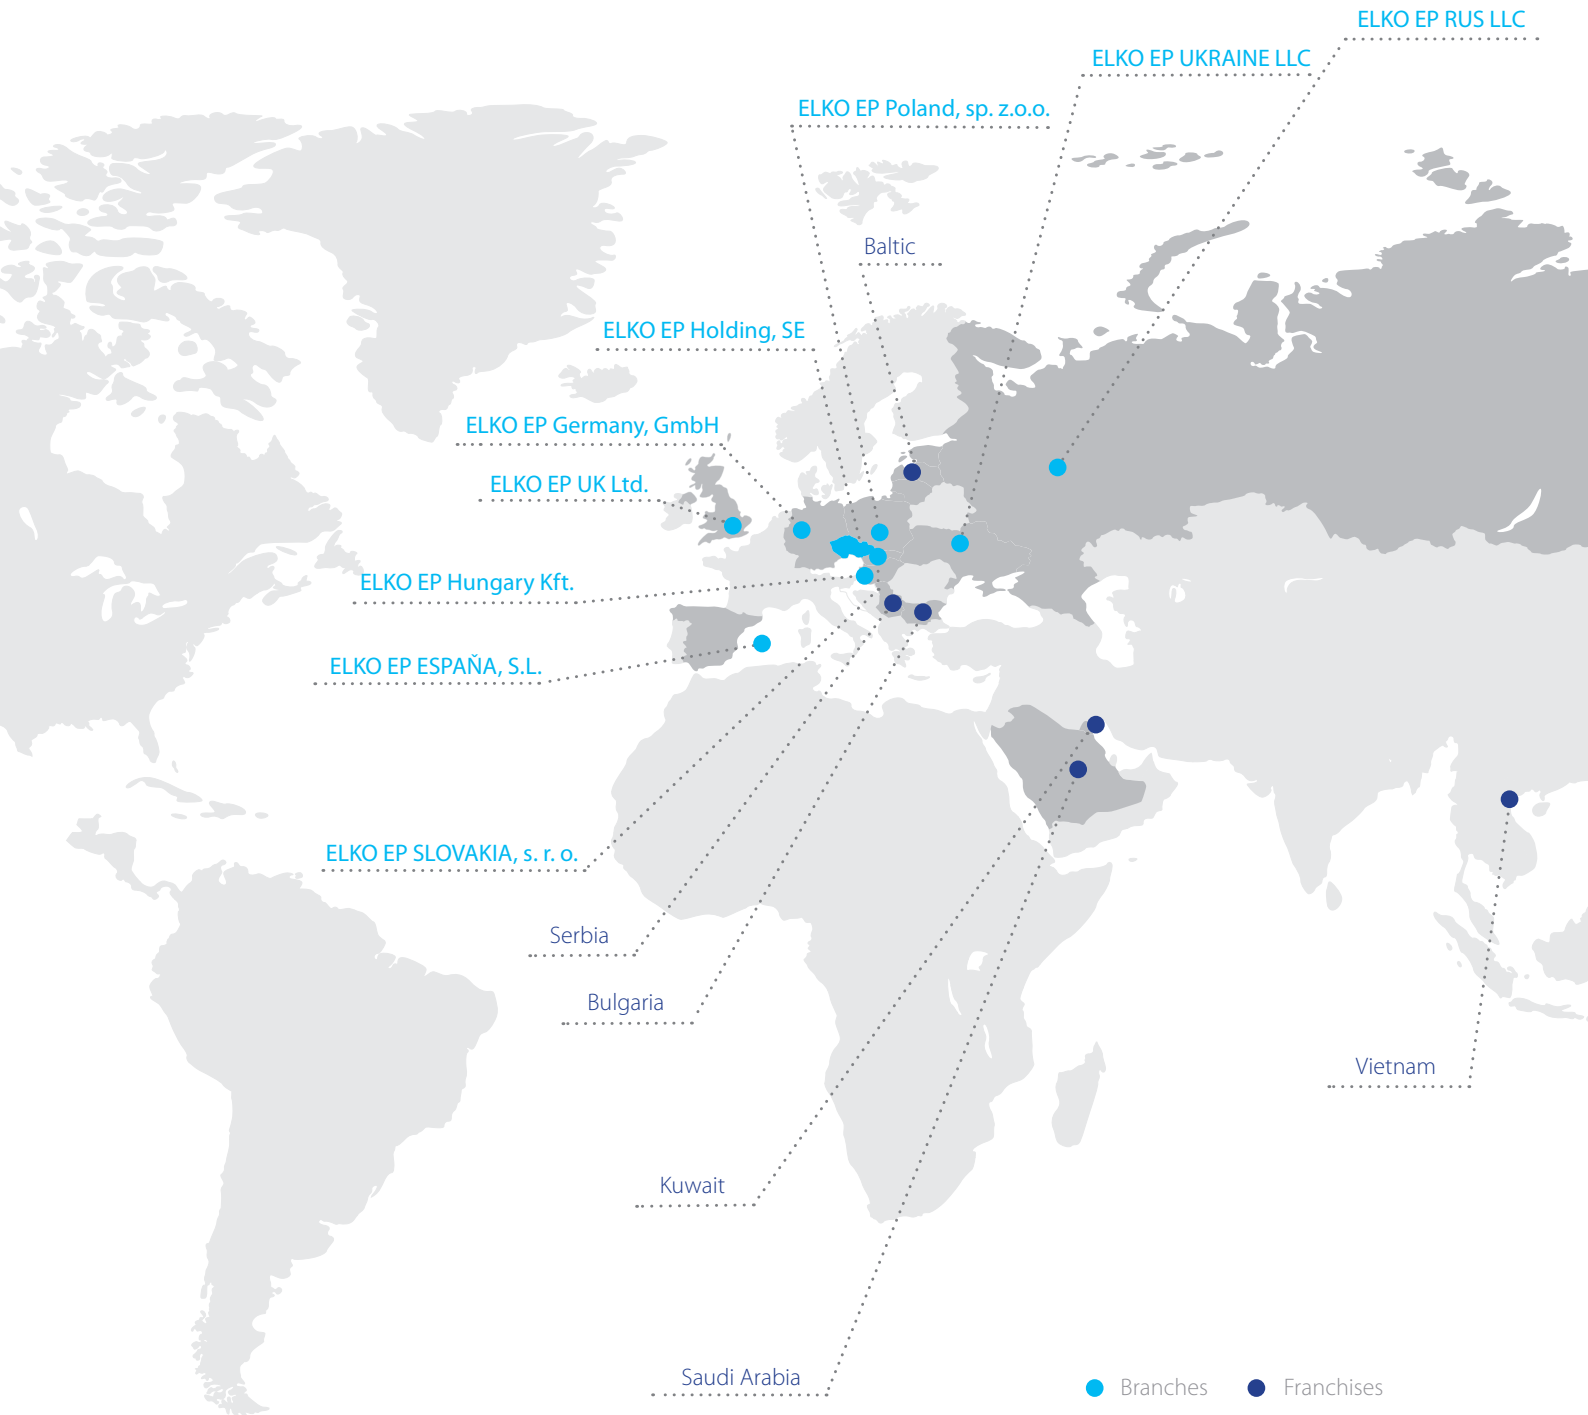 ELKO EP RUS LLC
ELKO EP UKRAINE LLC
ELKO EP Poland, sp. z.o.o.
Baltic
ELKO EP Holding, SE
ELKO EP Germany, GmbH
ELKO EP UK Ltd.
ELKO EP Hungary Kft.
ELKO EP ESPAŇA, S.L.
ELKO EP SLOVAKIA, s. r. o.
Serbia
Bulgaria
Vietnam
Kuwait
Saudi Arabia
Branches
Franchises